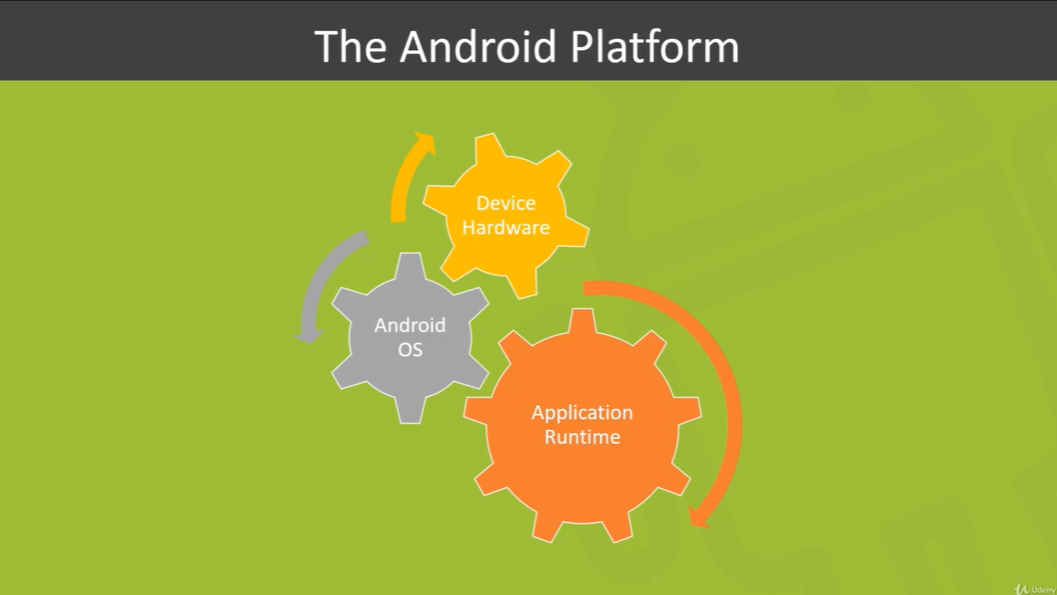 The Android Platform
Device
Hardware
Android
OS
Application
Runtime
Udemy